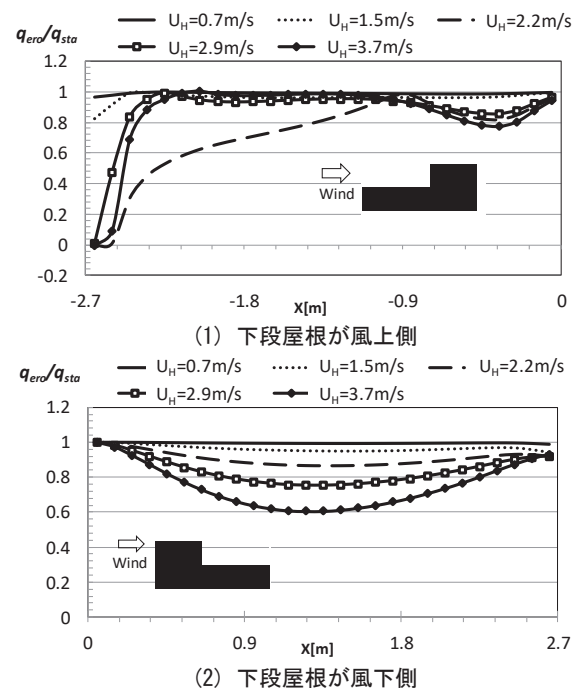 U_H=0.7m/s U_H=1.5m/s U_H=2.2m/s
q_ero/q_sta
U_H=2.9m/s U_H=3.7m/s
1.2
1
0.8
0.6
0.4
0.2
0
-0.2
Wind
-2.7 -1.8 -0.9 0
X[m]
(1) 下段屋根が風上側
U_H=0.7m/s U_H=1.5m/s U_H=2.2m/s
q_ero/q_sta
U_H=2.9m/s U_H=3.7m/s
1.2
1
0.8
0.6
0.4
0.2
0
Wind
0 0.9 1.8 2.7
X[m]
(2) 下段屋根が風下側